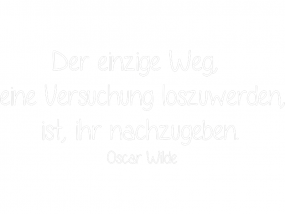 Der einzige Weg,
eine Versuchung loszuwerden,
ist, ihr nachzugeben.
Oscar Wilde